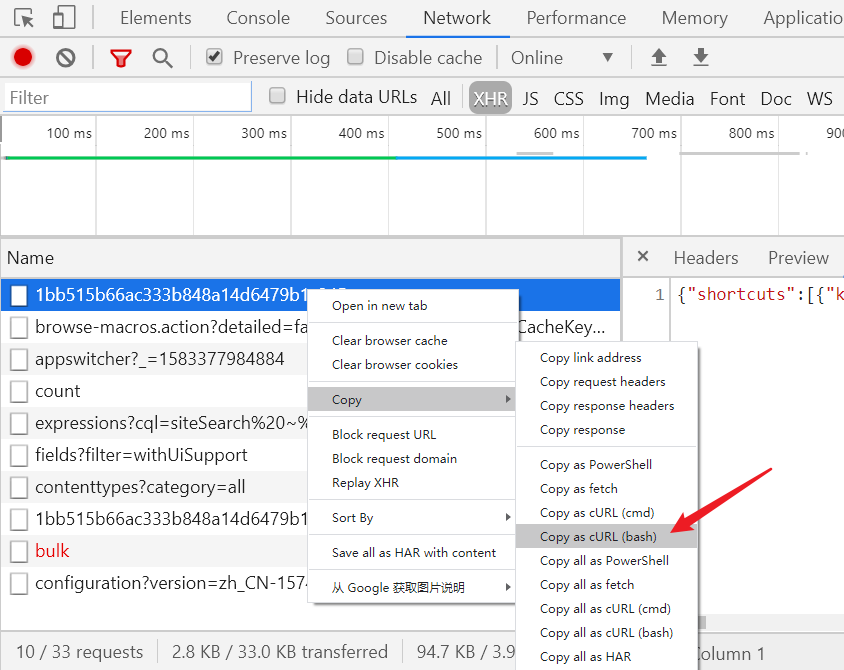 Elements Console Sources Network Performance Memory Applicatio
Preserve log Disable cache Online
Filter Hide data URLs All XHR JS CSS Img Media Font Doc WS
100 ms 200 ms 300 ms 400 ms 500 ms 600 ms 700 ms 800 ms 900
Name
Headers Preview
1bb515b66ac333b848a14d6479b1
1 {"shortcuts":[{"k
browse-macros.action?detailed=fa CacheKey...
appswitcher?_=1583377984884
count
expressions?cql=siteSearch%20~%
fields?filter=withUiSupport
contenttypes?category=all
1bb515b66ac333b848a14d6479b1
bulk
configuration?version=zh_CN-1574
Open in new tab
Clear browser cache
Clear browser cookies
Copy
Block request URL
Block request domain
Replay XHR
Sort By
Save all as HAR with content
从 Google 获取图片说明
Copy link address
Copy request headers
Copy response headers
Copy response
Copy as PowerShell
Copy as fetch
Copy as cURL (cmd)
Copy as cURL (bash)
Copy all as PowerShell
Copy all as fetch
Copy all as cURL (cmd)
Copy all as cURL (bash)
Copy all as HAR
10 / 33 requests 2.8 KB / 33.0 KB transferred 94.7 KB / 3.9
Column 1